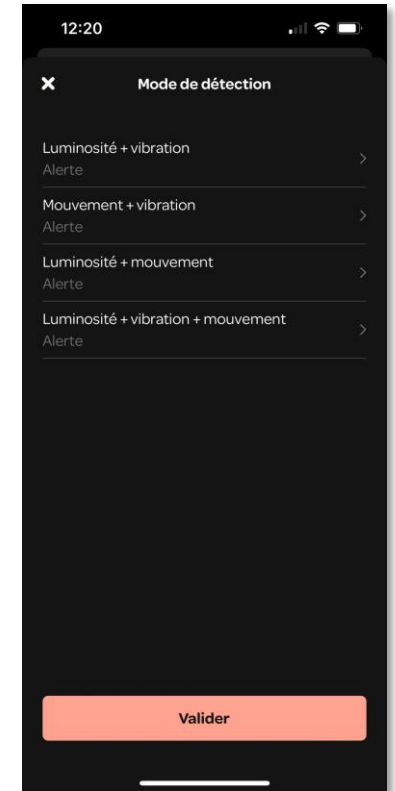 12:20
Mode de détection
Luminosité + vibration
Alerte
Mouvement + vibration
Alerte
Luminosité + mouvement
Alerte
Luminosité + vibration + mouvement
Alerte
Valider